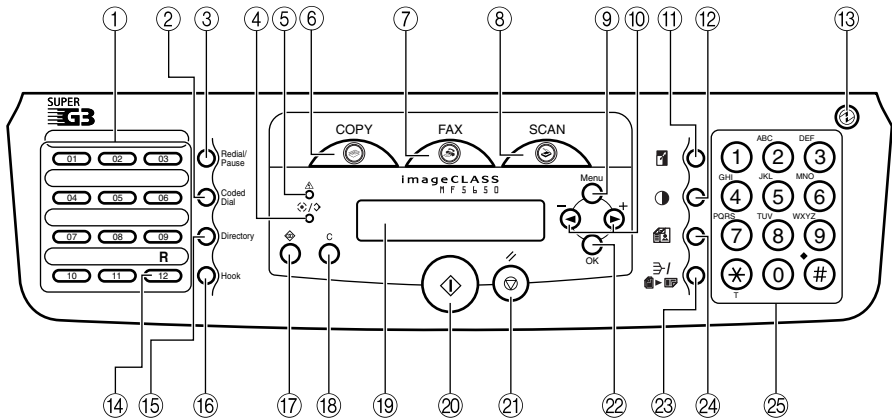 ① ② ③ ④ ⑤ ⑥ ⑦ ⑧ ⑨ ⑩ ⑪ ⑫ ⑬
SUPER
G3
COPY FAX SCAN
imageCLASS
MF5650
01 02 03
04 05 06
07 08 09
R
10 11 12
Redial/
Pause
Coded
Dial
Directory
Hook
C
Menu
− +
OK
ABC DEF
1 2 3
GHI JKL MNO
4 5 6
PQRS TUV WXYZ
7 8 9
* 0 #
T
⑭ ⑮ ⑯ ⑰ ⑱ ⑲ ⑳ ㉑ ㉒ ㉓ ㉔ ㉕